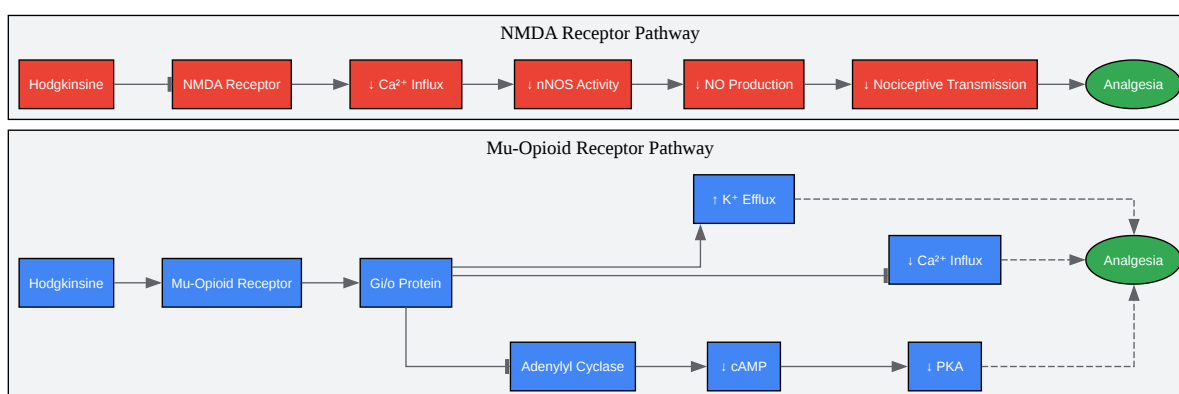 NMDA Receptor Pathway
Hodgkinsine
NMDA Receptor
↓ Ca²⁺ Influx
↓ nNOS Activity
↓ NO Production
↓ Nociceptive Transmission
Analgesia
Mu-Opioid Receptor Pathway
↑ K⁺ Efflux
Hodgkinsine
Mu-Opioid Receptor
Gi/o Protein
↓ Ca²⁺ Influx
Analgesia
Adenylyl Cyclase
↓ cAMP
↓ PKA